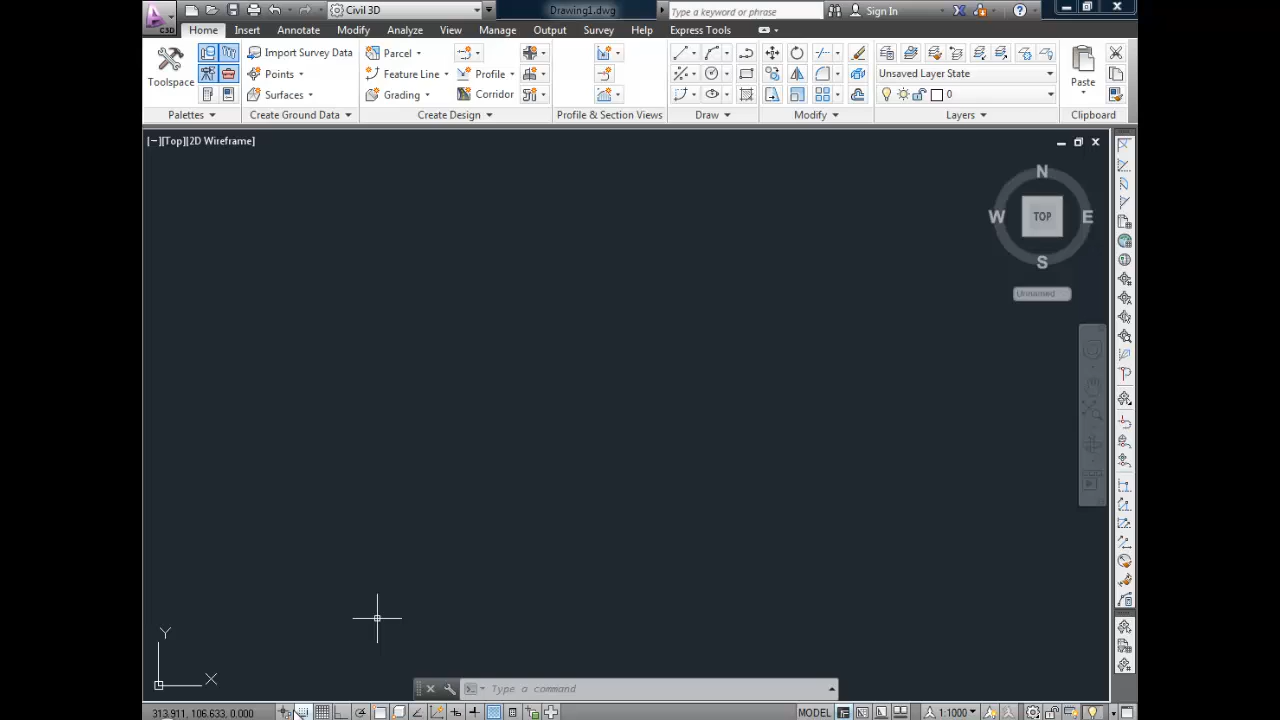 Civil 3D Drawing1.dwg Type a keyword or phrase Sign In
C3D Home Insert Annotate Modify Analyze View Manage Output Survey Help Express Tools
Import Survey Data Parcel
Toolspace Points Feature Line Profile Unsaved Layer State Paste
Surfaces Grading Corridor 0
Palettes Create Ground Data Create Design Profile & Section Views Draw Modify Layers Clipboard
[−][Top][2D Wireframe]
N
W TOP E
S
Unnamed
Y
X
Type a command
313.911, 106.633, 0.000 MODEL 1:1000